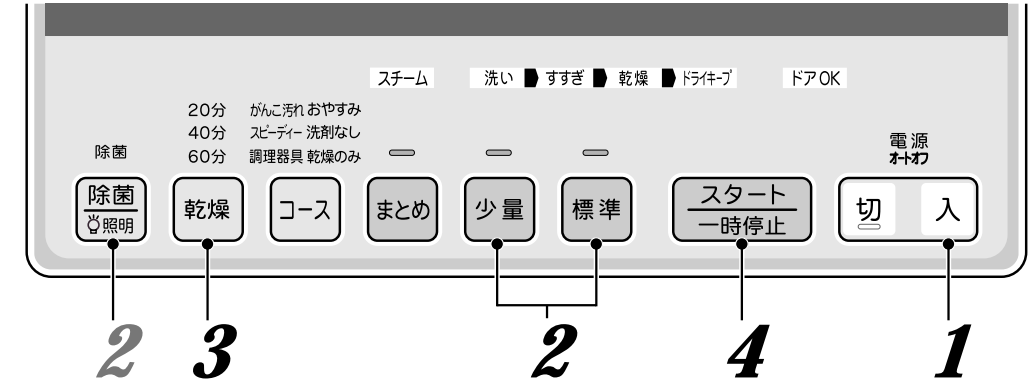 スチーム 洗い すすぎ 乾燥 ドライキープ ドアOK
20分 がんこ汚れ おやすみ
40分 スピーディー 洗剤なし
60分 調理器具 乾燥のみ
除菌
電源
オートオフ
除菌
照明
乾燥
コース
まとめ
少量
標準
スタート
一時停止
切
入
2 3 2 4 1